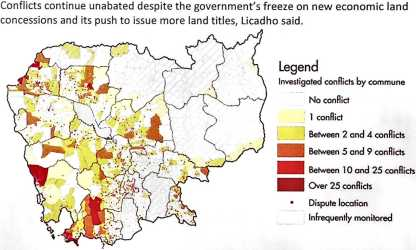 Conflicts continue unabated despite the government's freeze on new economic land
concessions and its push to issue more land titles, Licadho said.
Legend
Investigated conflicts by commune
No conflict
1 conflict
Between 2 and 4 conflicts
Between 5 and 9 conflicts
Between 10 and 25 conflicts
Over 25 conflicts
Dispute location
Infrequently monitored